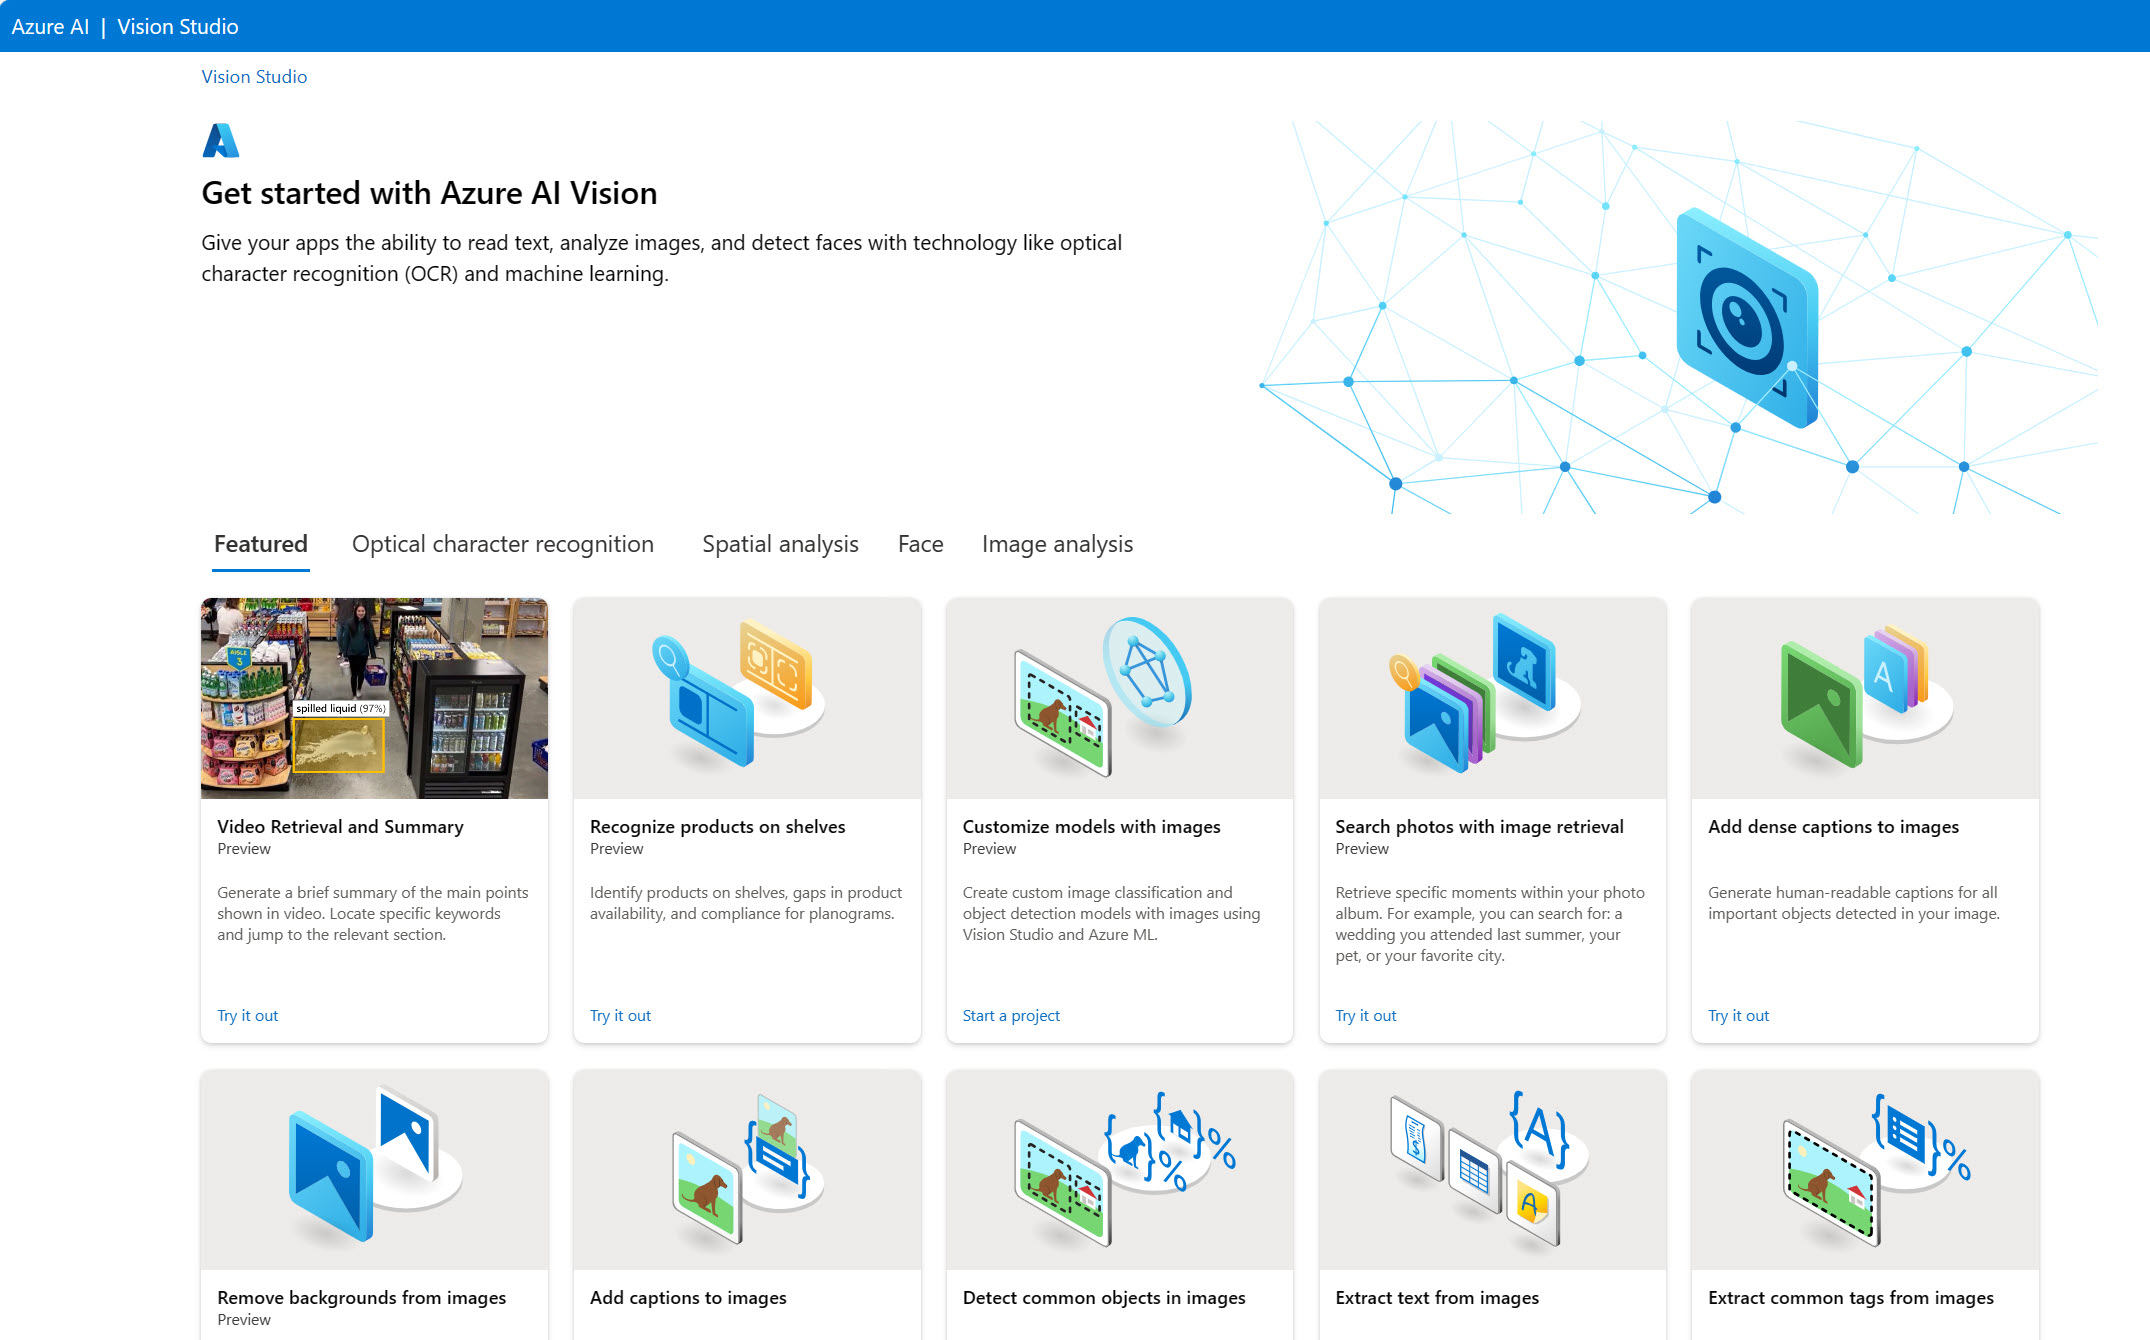 Azure AI | Vision Studio
Vision Studio
Get started with Azure AI Vision
Give your apps the ability to read text, analyze images, and detect faces with technology like optical
character recognition (OCR) and machine learning.
Featured Optical character recognition Spatial analysis Face Image analysis
AISLE
3
spilled liquid (97%)
Video Retrieval and Summary
Preview
Generate a brief summary of the main points
shown in video. Locate specific keywords
and jump to the relevant section.
Try it out
Recognize products on shelves
Preview
Identify products on shelves, gaps in product
availability, and compliance for planograms.
Try it out
Customize models with images
Preview
Create custom image classification and
object detection models with images using
Vision Studio and Azure ML.
Start a project
A
Search photos with image retrieval
Preview
Retrieve specific moments within your photo
album. For example, you can search for: a
wedding you attended last summer, your
pet, or your favorite city.
Try it out
Add dense captions to images
Generate human-readable captions for all
important objects detected in your image.
Try it out
Remove backgrounds from images
Preview
Add captions to images
{ } { } % %
Detect common objects in images
$ {A} A
Extract text from images
{ } %
Extract common tags from images